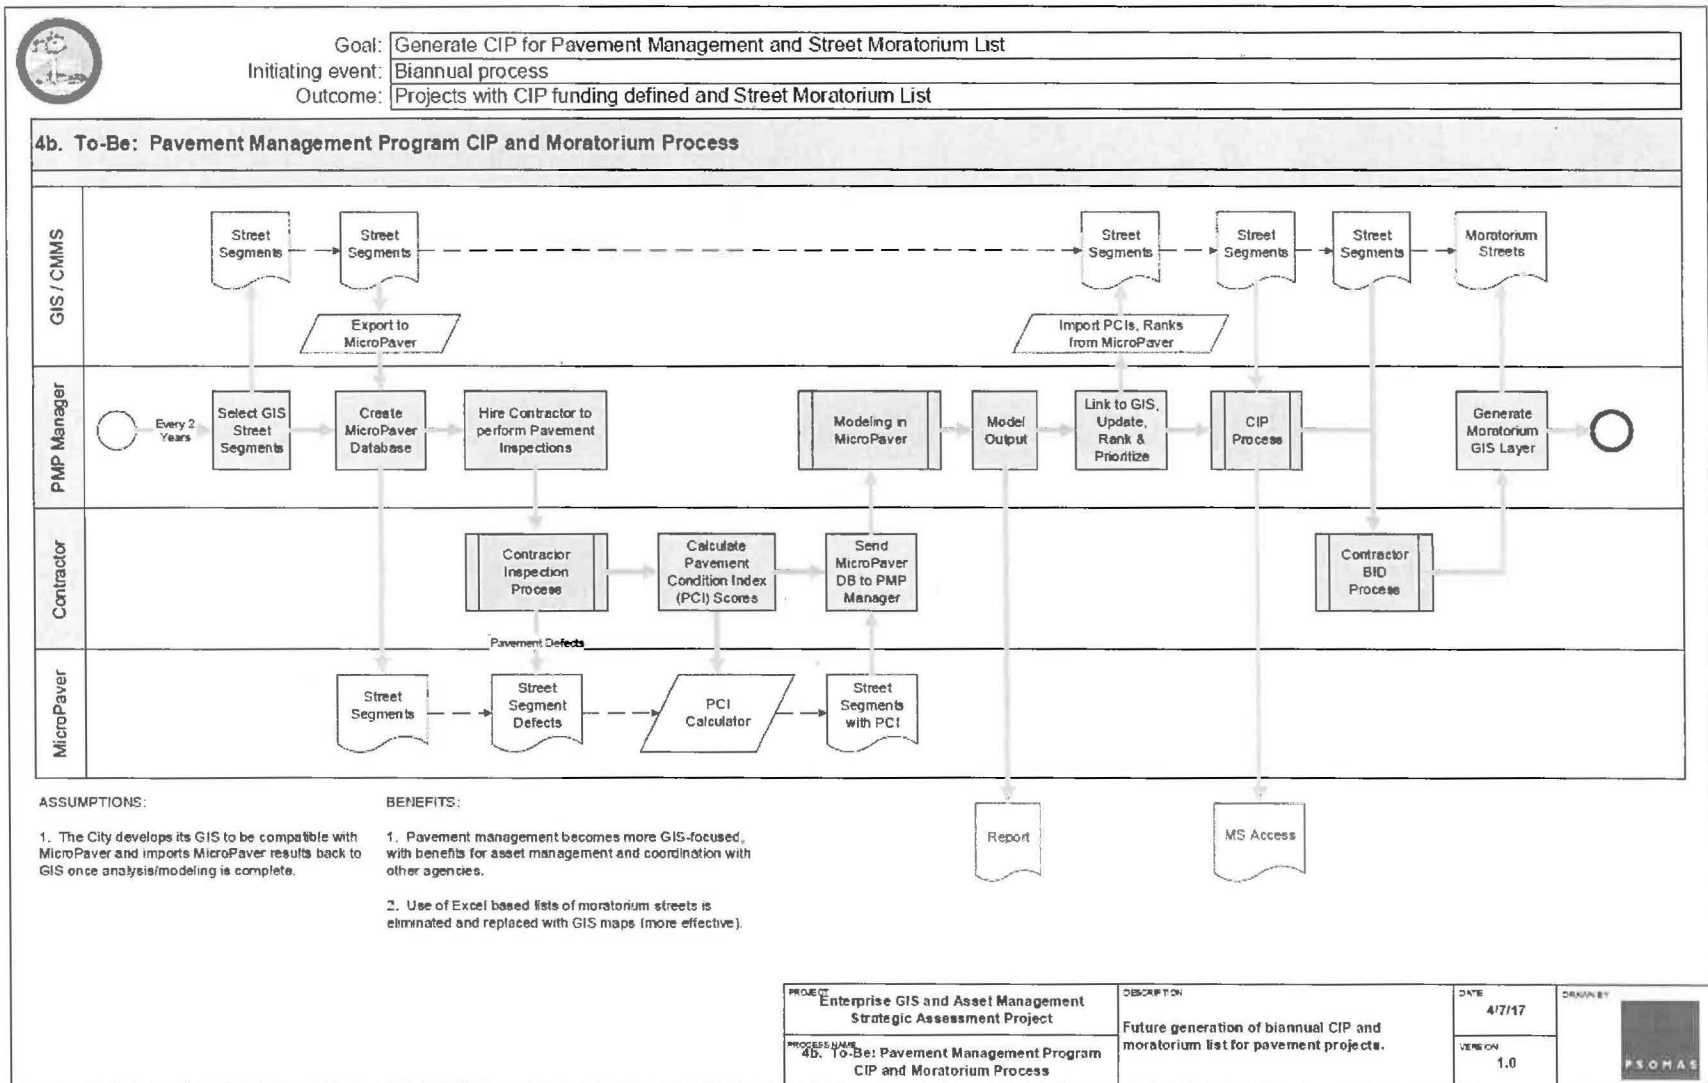 Goal: Generate CIP for Pavement Management and Street Moratorium List
Initiating event: Biannual process
Outcome: Projects with CIP funding defined and Street Moratorium List
4b. To-Be: Pavement Management Program CIP and Moratorium Process
GIS / CMMS
Street
Segments
Street
Segments
Street
Segments
Street
Segments
Street
Segments
Moratorium
Streets
Export to
MicroPaver
Import PCIs, Ranks
from MicroPaver
PMP Manager
Every 2
Years
Select GIS
Street
Segments
Create
MicroPaver
Database
Hire Contractor to
perform Pavement
Inspections
Modeling in
MicroPaver
Model
Output
Link to GIS,
Update,
Rank &
Prioritize
CIP
Process
Generate
Moratorium
GIS Layer
Contractor
Contractor
Inspection
Process
Calculate
Pavement
Condition Index
(PCI) Scores
Send
MicroPaver
DB to PMP
Manager
Contractor
BID
Process
Pavement Defects
MicroPaver
Street
Segments
Street
Segment
Defects
PCI
Calculator
Street
Segments
with PCI
Report
MS Access
ASSUMPTIONS:
1. The City develops its GIS to be compatible with
MicroPaver and imports MicroPaver results back to
GIS once analysis/modeling is complete.
BENEFITS:
1. Pavement management becomes more GIS-focused,
with benefits for asset management and coordination with
other agencies.
2. Use of Excel based lists of moratorium streets is
eliminated and replaced with GIS maps (more effective).
PROJECT
Enterprise GIS and Asset Management
Strategic Assessment Project
PROCESS NAME
4b. To-Be: Pavement Management Program
CIP and Moratorium Process
DESCRIPTION
Future generation of biannual CIP and
moratorium list for pavement projects.
DATE
4/7/17
VERSION
1.0
DRAWN BY
PSOMAS